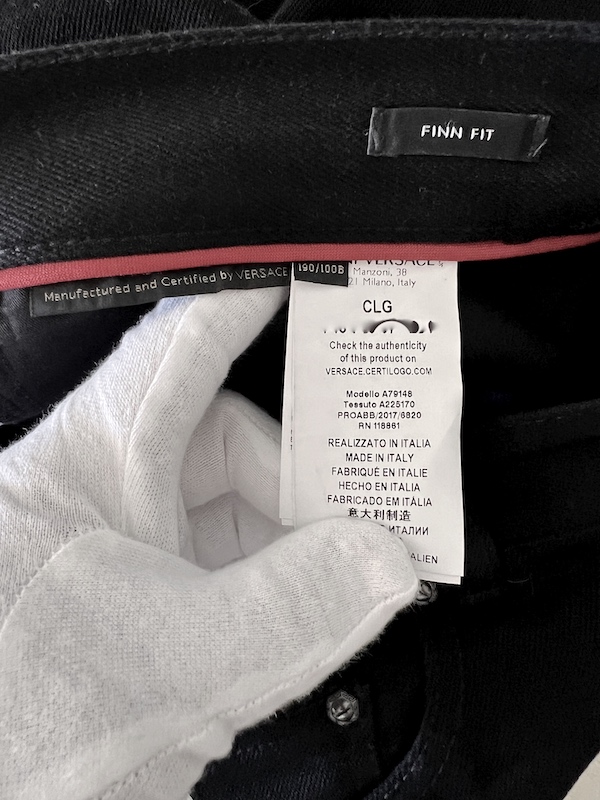 FINN FIT
Manufactured and Certified by VERSACE
190/100B
VERSACE
Manzoni, 38
21 Milano, Italy
CLG
Check the authenticity
of this product on
VERSACE.CERTILOGO.COM
Modello A79148
Tessuto A225170
PROABB/2017/6820
RN 118861
REALIZZATO IN ITALIA
MADE IN ITALY
FABRIQUÉ EN ITALIE
HECHO EN ITALIA
FABRICADO EM ITÀLIA
意大利制造
ИТАЛИИ
ALIEN